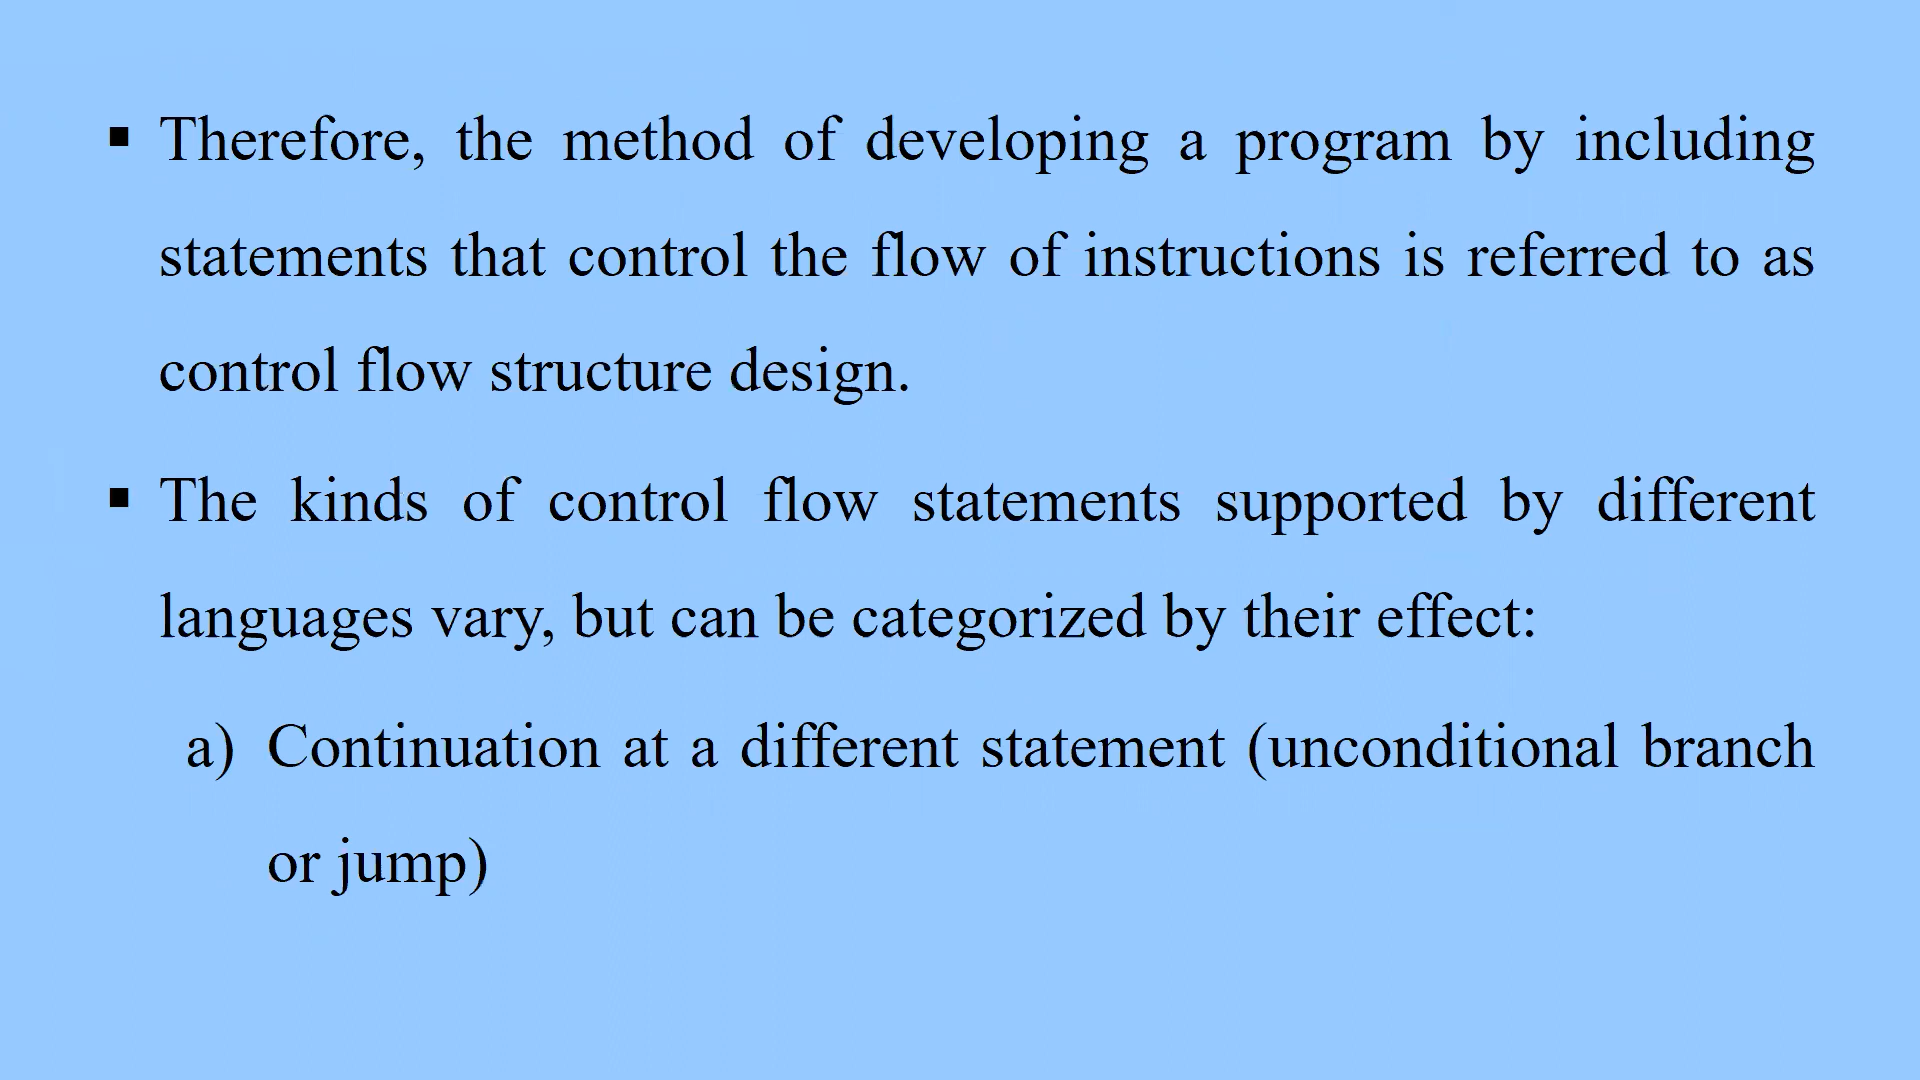 ▪ Therefore, the method of developing a program by including
statements that control the flow of instructions is referred to as
control flow structure design.
▪ The kinds of control flow statements supported by different
languages vary, but can be categorized by their effect:
a) Continuation at a different statement (unconditional branch
or jump)